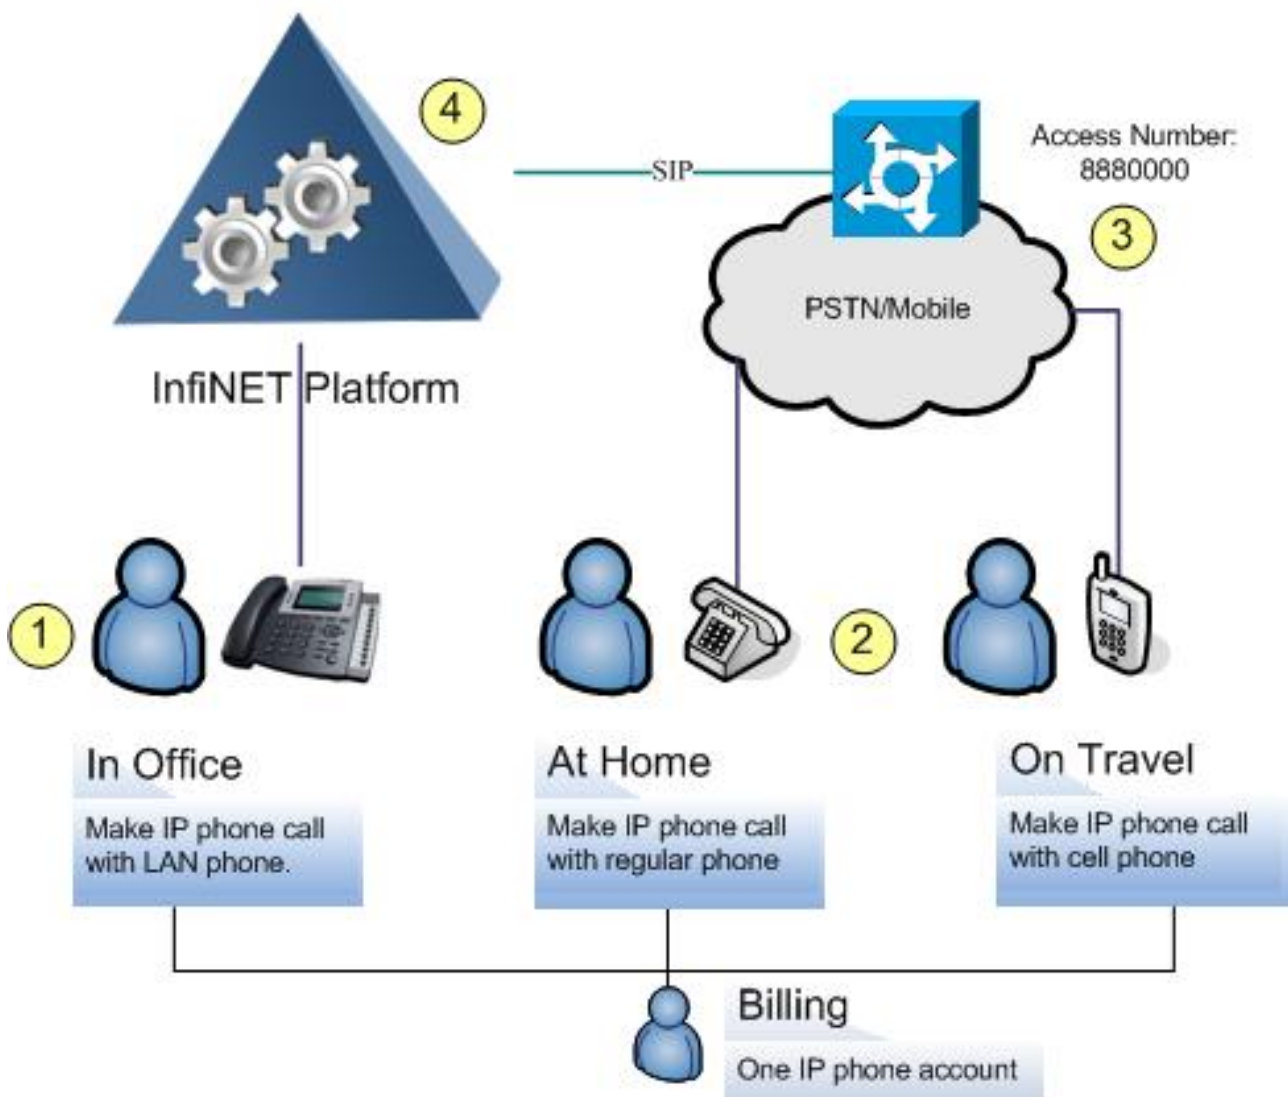 4
SIP
Access Number:
8880000
3
PSTN/Mobile
InfiNET Platform
1
2
In Office
Make IP phone call
with LAN phone.
At Home
Make IP phone call
with regular phone
On Travel
Make IP phone call
with cell phone
Billing
One IP phone account